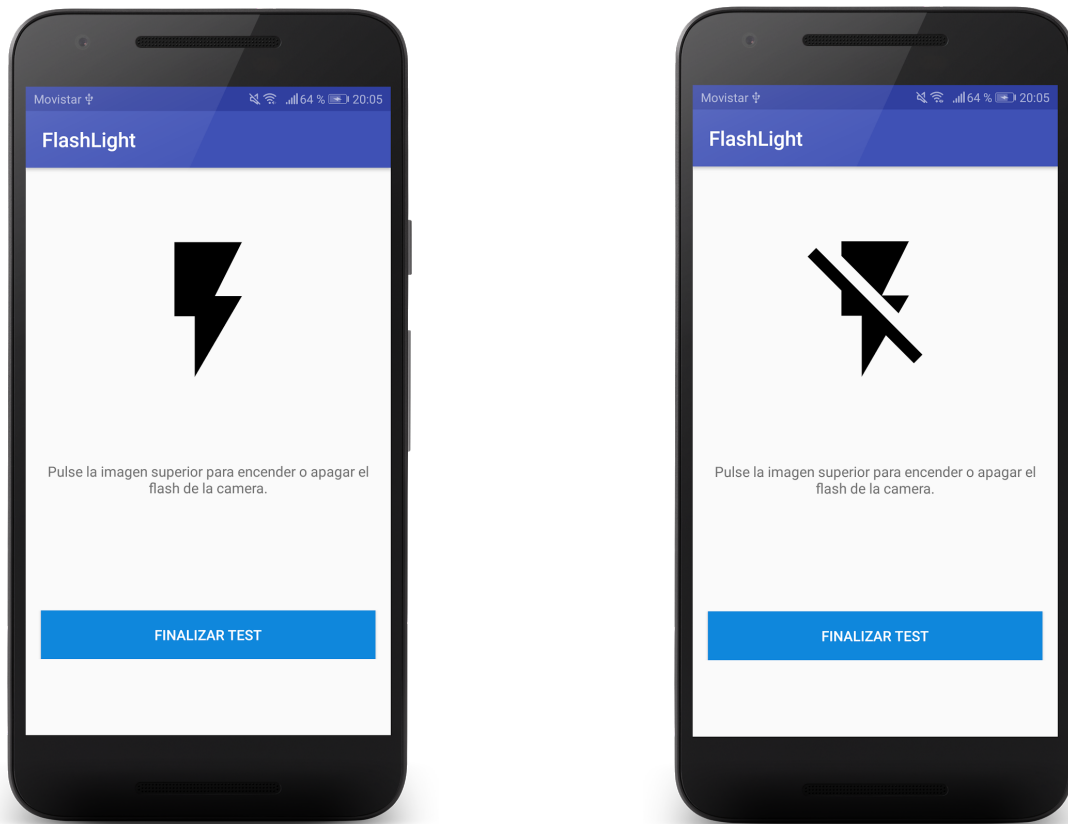 Movistar 64 % 20:05
FlashLight
Pulse la imagen superior para encender o apagar el
flash de la camera.
FINALIZAR TEST
Movistar 64 % 20:05
FlashLight
Pulse la imagen superior para encender o apagar el
flash de la camera.
FINALIZAR TEST